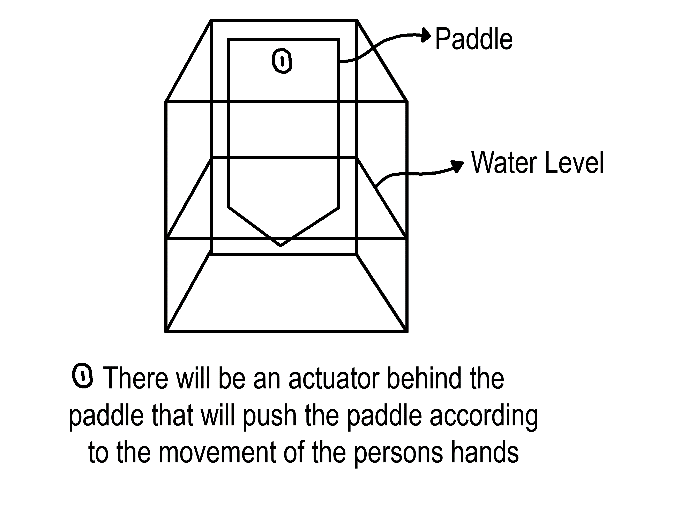 Paddle
①
Water Level
① There will be an actuator behind the
paddle that will push the paddle according
to the movement of the persons hands